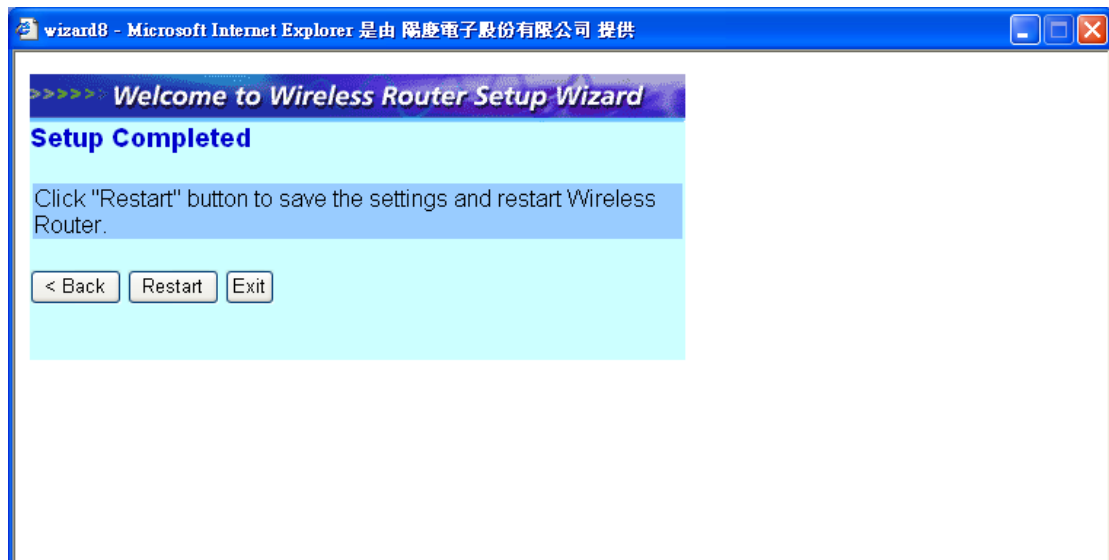 wizard8 - Microsoft Internet Explorer 是由 陽慶電子股份有限公司 提供
>>>>> Welcome to Wireless Router Setup Wizard
Setup Completed
Click "Restart" button to save the settings and restart Wireless
Router.
< Back Restart Exit